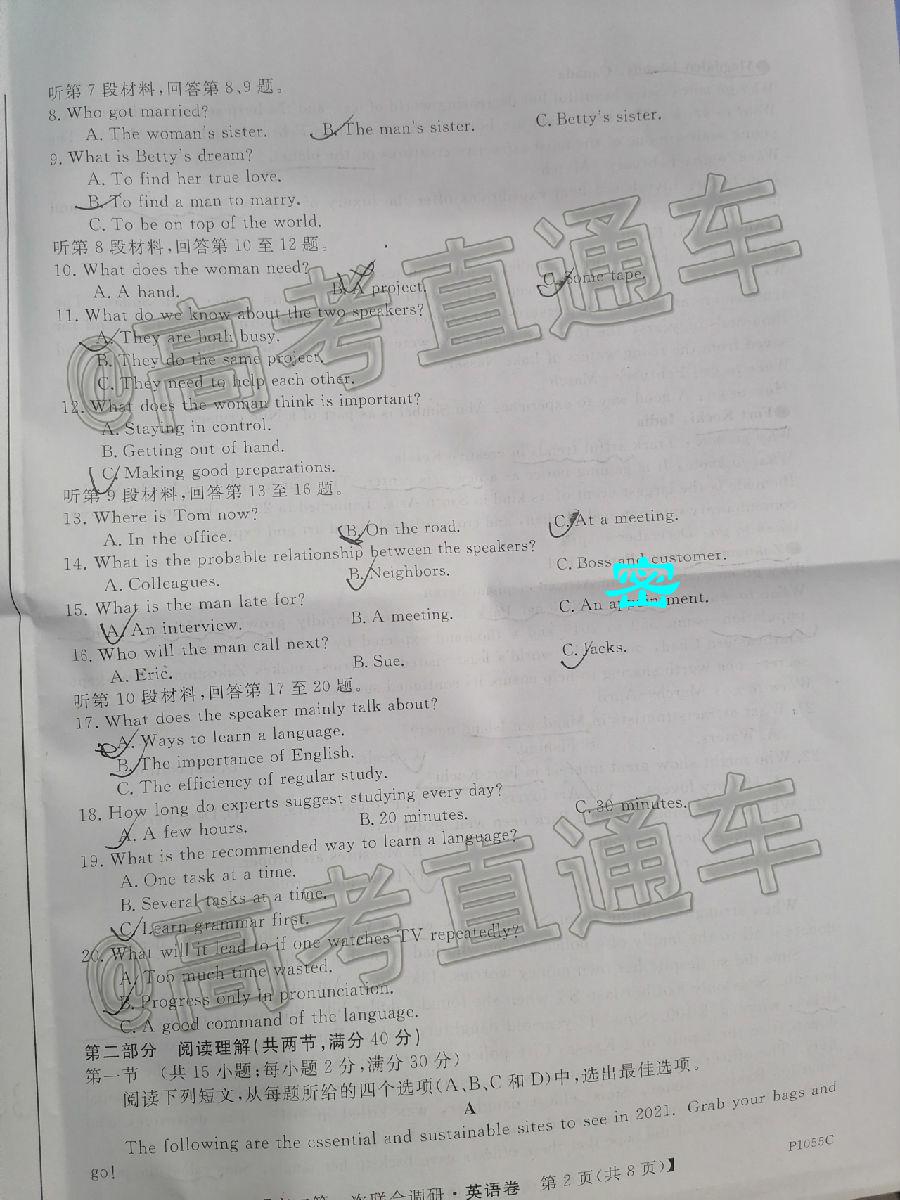 听第7段材料,回答第8、9题。
8. Who got married?
A. The woman's sister. B. The man's sister. C. Betty's sister.
9. What is Betty's dream?
A. To find her true love.
B. To find a man to marry.
C. To be on top of the world.
听第8段材料,回答第10至12题。
10. What does the woman need?
A. A hand. B. A project. C. Some tape.
11. What do we know about the two speakers?
A. They are both busy.
B. They do the same project.
C. They need to help each other.
12. What does the woman think is important?
A. Staying in control.
B. Getting out of hand.
C. Making good preparations.
听第9段材料,回答第13至16题。
13. Where is Tom now?
A. In the office. B. On the road. C. At a meeting.
14. What is the probable relationship between the speakers?
A. Colleagues. B. Neighbors. C. Boss and customer.
密
15. What is the man late for?
A. An interview. B. A meeting. C. An appointment.
16. Who will the man call next?
A. Eric. B. Sue. C. Jacks.
听第10段材料,回答第17至20题。
17. What does the speaker mainly talk about?
A. Ways to learn a language.
B. The importance of English.
C. The efficiency of regular study.
18. How long do experts suggest studying every day?
A. A few hours. B. 20 minutes. C. 30 minutes.
19. What is the recommended way to learn a language?
A. One task at a time.
B. Several tasks at a time.
C. Learn grammar first.
20. What will it lead to if one watches TV repeatedly?
A. Too much time wasted.
B. Progress only in pronunciation.
C. A good command of the language.
第二部分 阅读理解(共两节,满分40分)
第一节 (共15小题;每小题2分,满分30分)
阅读下列短文,从每题所给的四个选项(A、B、C和D)中,选出最佳选项。
A
The following are the essential and sustainable sites to see in 2021. Grab your bags and
go!
P1055C
次联合调研·英语卷 第2页(共8页)】
@高考直通车
@高考直通车